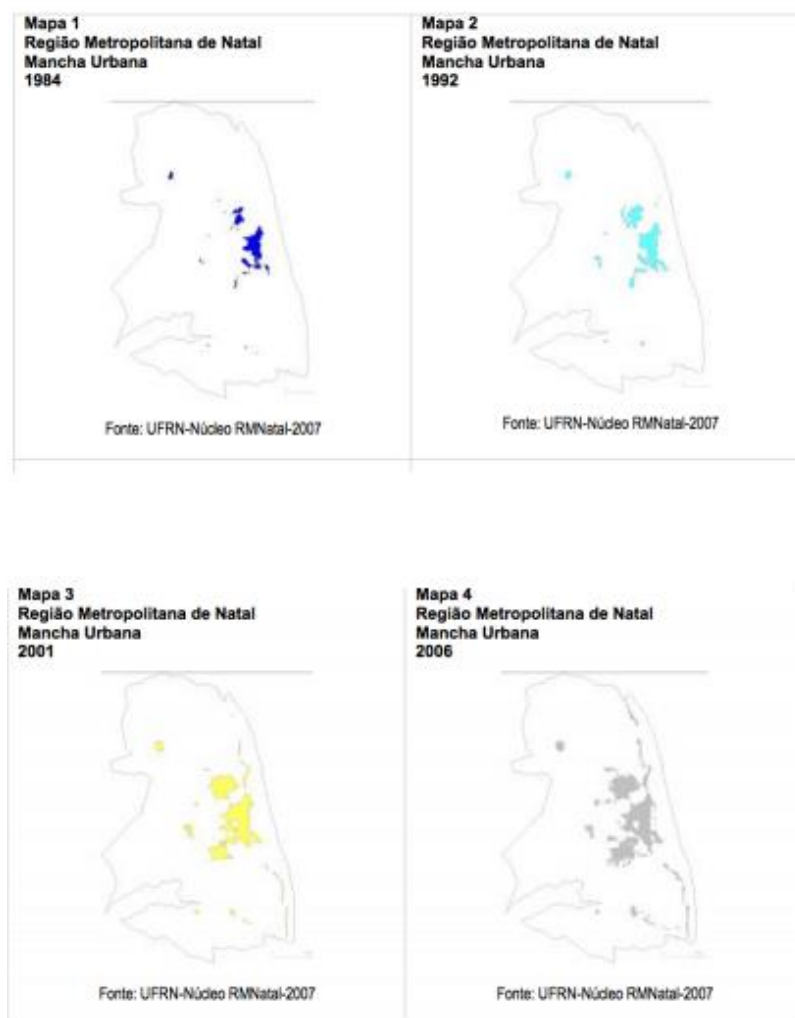 Mapa 1
Região Metropolitana de Natal
Mancha Urbana
1984
Fonte: UFRN-Núcleo RMNatal-2007
Mapa 2
Região Metropolitana de Natal
Mancha Urbana
1992
Fonte: UFRN-Núcleo RMNatal-2007
Mapa 3
Região Metropolitana de Natal
Mancha Urbana
2001
Fonte: UFRN-Núcleo RMNatal-2007
Mapa 4
Região Metropolitana de Natal
Mancha Urbana
2006
Fonte: UFRN-Núcleo RMNatal-2007